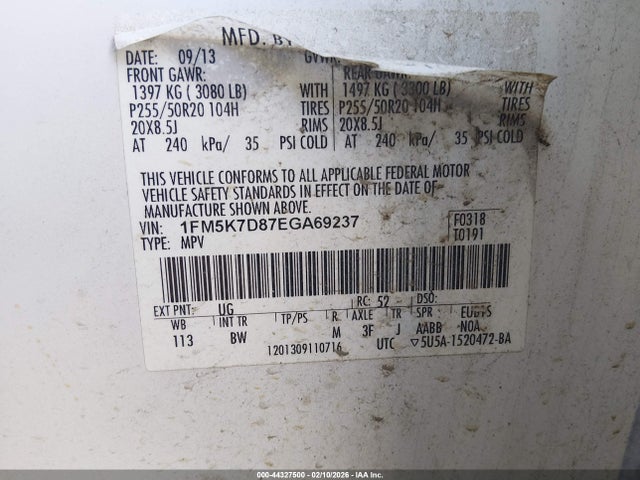 MFD. BY
DATE: 09/13 GVWR:
FRONT GAWR: REAR GAWR:
1397 KG ( 3080 LB) WITH 1497 KG ( 3300 LB) WITH
P255/50R20 104H TIRES P255/50R20 104H TIRES
20X8.5J RIMS 20X8.5J RIMS
AT 240 kPa/ 35 PSI COLD AT 240 kPa/ 35 PSI COLD
THIS VEHICLE CONFORMS TO ALL APPLICABLE FEDERAL MOTOR
VEHICLE SAFETY STANDARDS IN EFFECT ON THE DATE OF
MANUFACTURE SHOWN ABOVE.
VIN: 1FM5K7D87EGA69237 F0318
TYPE: MPV T0191
EXT PNT: UG RC: 52 DSO:
WB INT TR TP/PS R AXLE TR SPR
113 BW M 3F J AABB NOA
1201309110716 UTC ▽5U5A-1520472-BA
000-44327500 - 02/10/2026 - IAA Inc.